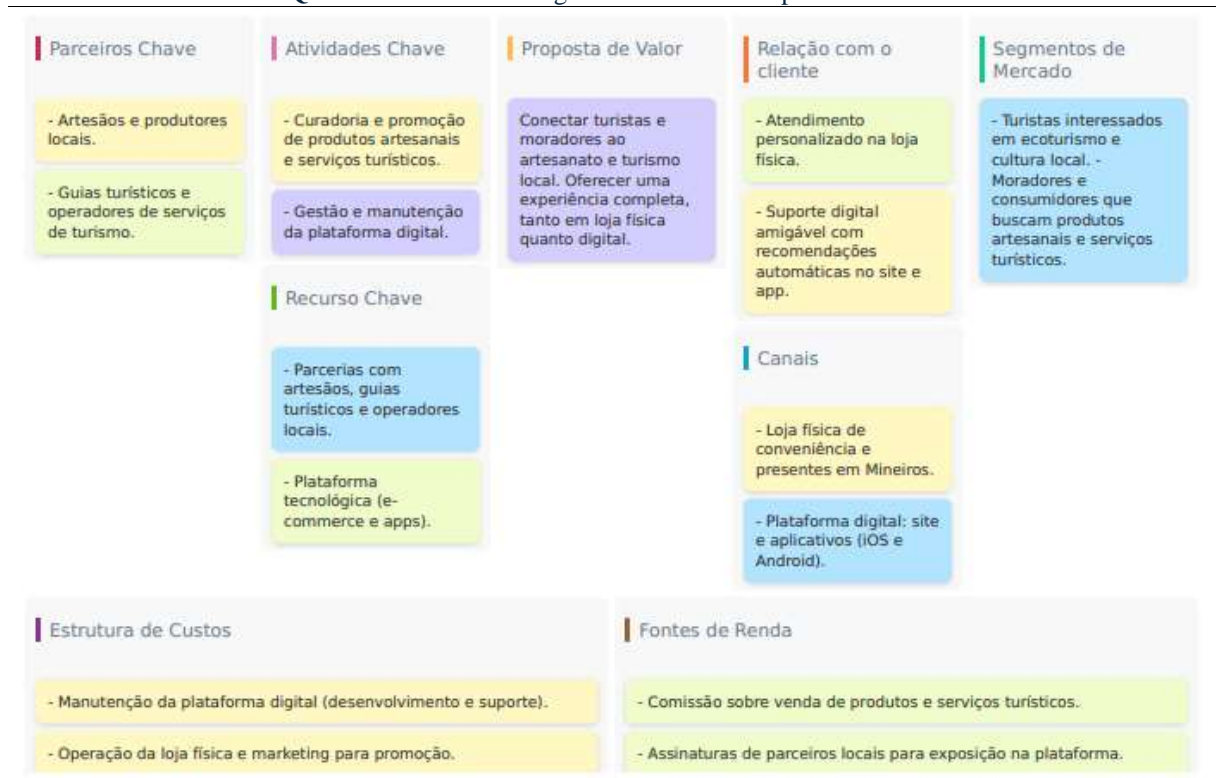 Parceiros Chave
- Artesãos e produtores
locais.
- Guias turísticos e
operadores de serviços
de turismo.
Atividades Chave
- Curadoria e promoção
de produtos artesanais
e serviços turísticos.
- Gestão e manutenção
da plataforma digital.
Recurso Chave
- Parcerias com
artesãos, guias
turísticos e operadores
locais.
- Plataforma
tecnológica (e-
commerce e apps).
Proposta de Valor
Conectar turistas e
moradores ao
artesanato e turismo
local. Oferecer uma
experiência completa,
tanto em loja física
quanto digital.
Relação com o
cliente
- Atendimento
personalizado na loja
física.
- Suporte digital
amigável com
recomendações
automáticas no site e
app.
Canais
- Loja física de
conveniência e
presentes em Mineiros.
- Plataforma digital: site
e aplicativos (iOS e
Android).
Segmentos de
Mercado
- Turistas interessados
em ecoturismo e
cultura local. -
Moradores e
consumidores que
buscam produtos
artesanais e serviços
turísticos.
Estrutura de Custos
- Manutenção da plataforma digital (desenvolvimento e suporte).
- Operação da loja física e marketing para promoção.
Fontes de Renda
- Comissão sobre venda de produtos e serviços turísticos.
- Assinaturas de parceiros locais para exposição na plataforma.